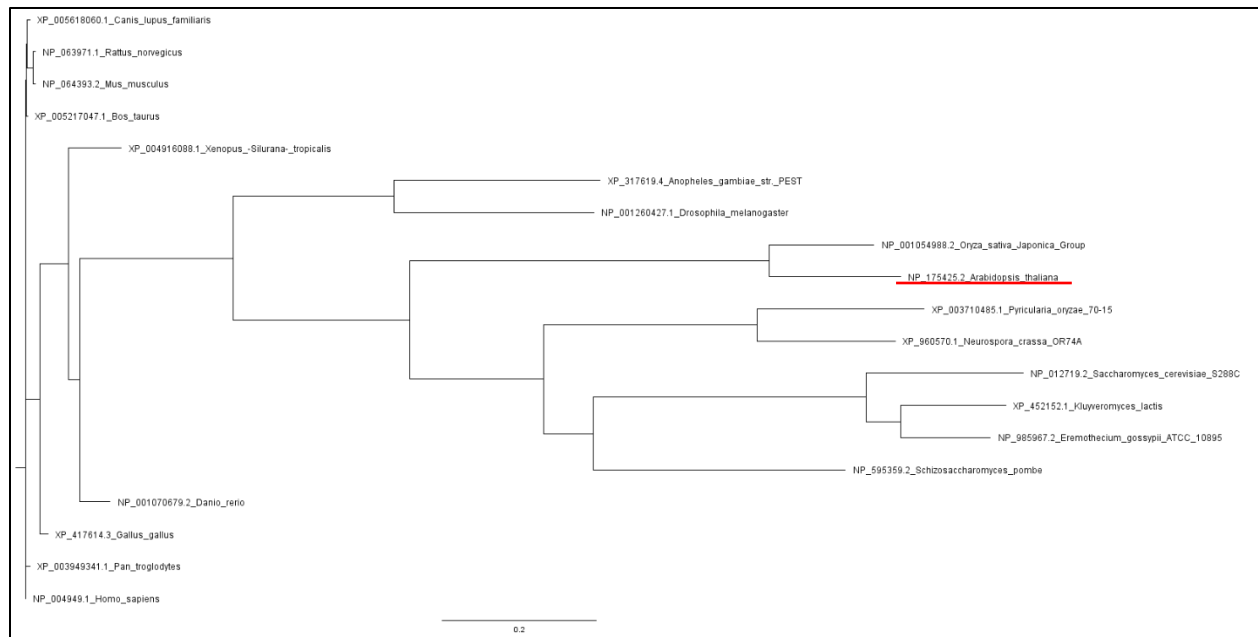 XP_005618060.1_Canis_lupus_familiaris
NP_063971.1_Rattus_norvegicus
NP_064393.2_Mus_musculus
XP_005217047.1_Bos_taurus
XP_004916088.1_Xenopus_-Silurana-_tropicalis
XP_317619.4_Anopheles_gambiae_str._PEST
NP_001260427.1_Drosophila_melanogaster
NP_001054988.2_Oryza_sativa_Japonica_Group
NP_175425.2_Arabidopsis_thaliana
XP_003710485.1_Pyricularia_oryzae_70-15
XP_960570.1_Neurospora_crassa_OR74A
NP_012719.2_Saccharomyces_cerevisiae_S288C
XP_452152.1_Kluyveromyces_lactis
NP_985967.2_Eremothecium_gossypii_ATCC_10895
NP_595359.2_Schizosaccharomyces_pombe
NP_001070679.2_Danio_rerio
XP_417614.3_Gallus_gallus
XP_003949341.1_Pan_troglodytes
NP_004949.1_Homo_sapiens
0.2